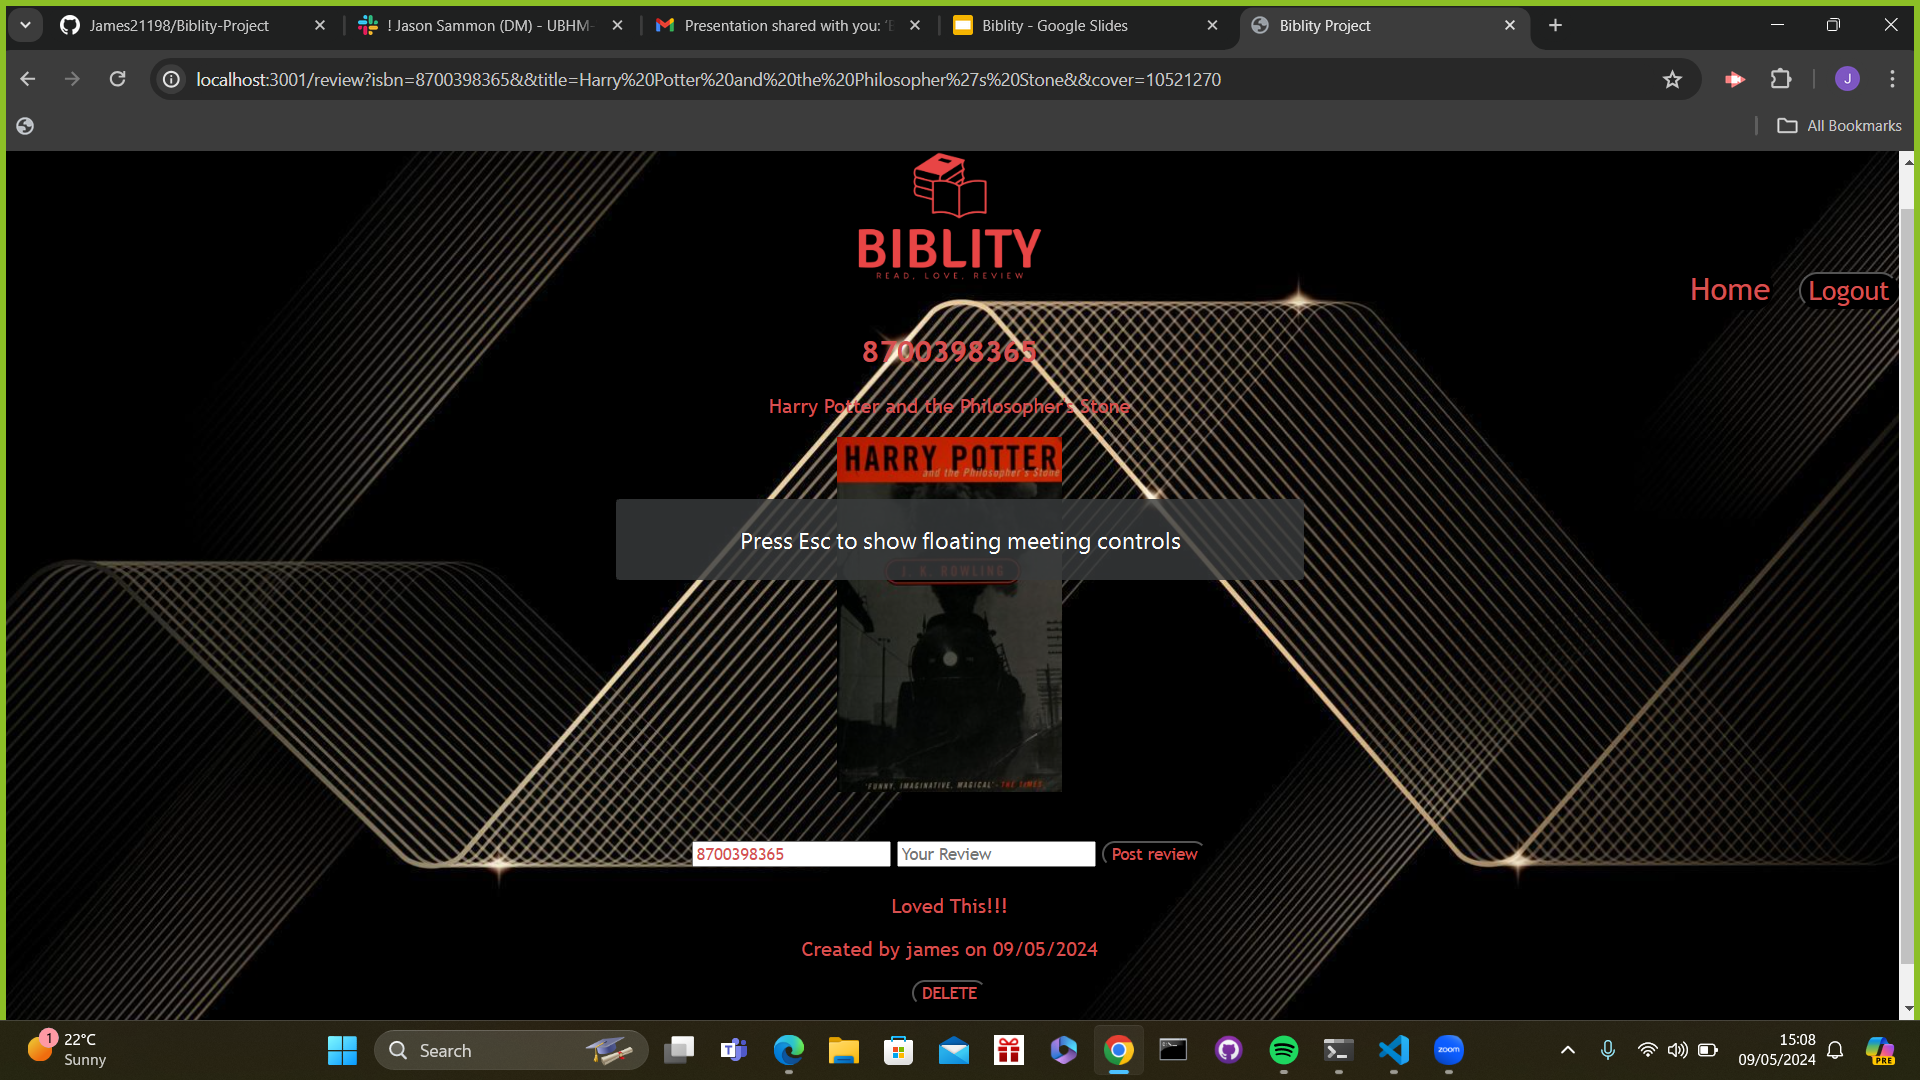 James21198/Biblity-Project
! Jason Sammon (DM) - UBHM-
Presentation shared with you: 'B
Biblity - Google Slides
Biblity Project
localhost:3001/review?isbn=8700398365&&title=Harry%20Potter%20and%20the%20Philosopher%27s%20Stone&&cover=10521270
J
All Bookmarks
BIBLITY
READ, LOVE, REVIEW
Home
Logout
8700398365
Harry Potter and the Philosopher's Stone
HARRY POTTER
and the Philosopher's Stone
Press Esc to show floating meeting controls
J. K. ROWLING
'FUNNY, IMAGINATIVE, MAGICAL' - THE TIMES
8700398365
Your Review
Post review
Loved This!!!
Created by james on 09/05/2024
DELETE
1
22°C
Sunny
Search
zoom
15:08
09/05/2024
PRE